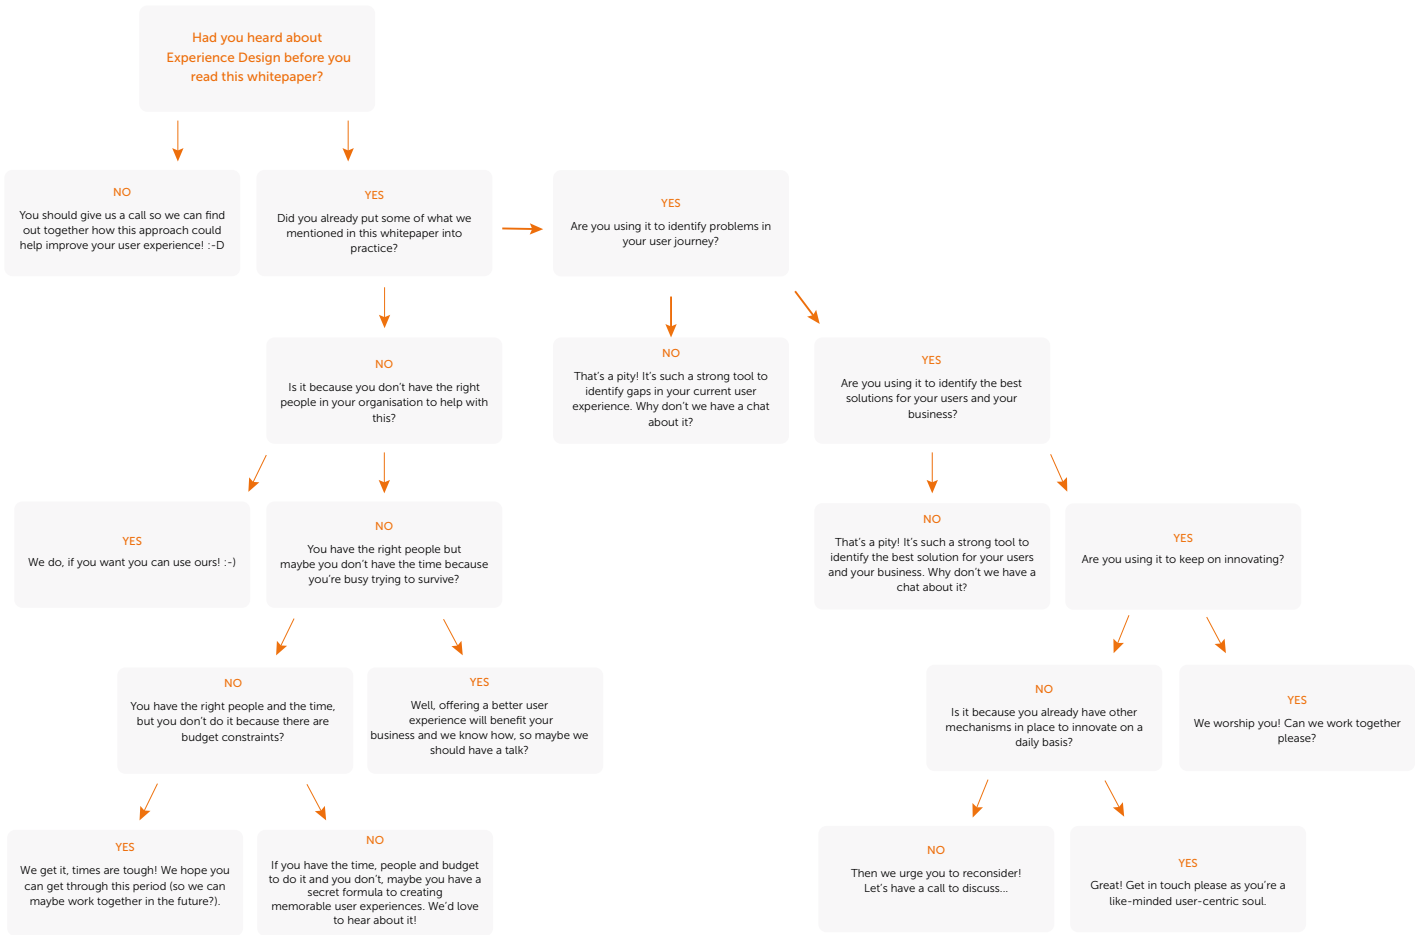 Had you heard about
Experience Design before you
read this whitepaper?
NO
You should give us a call so we can find
out together how this approach could
help improve your user experience! :-D
YES
Did you already put some of what we
mentioned in this whitepaper into
practice?
YES
Are you using it to identify problems in
your user journey?
NO
Is it because you don't have the right
people in your organisation to help with
this?
NO
That's a pity! It's such a strong tool to
identify gaps in your current user
experience. Why don't we have a chat
about it?
YES
Are you using it to identify the best
solutions for your users and your
business?
YES
We do, if you want you can use ours! :-)
NO
You have the right people but
maybe you don't have the time because
you're busy trying to survive?
NO
That's a pity! It's such a strong tool to
identify the best solution for your users
and your business. Why don't we have a
chat about it?
YES
Are you using it to keep on innovating?
NO
You have the right people and the time,
but you don't do it because there are
budget constraints?
YES
Well, offering a better user
experience will benefit your
business and we know how, so maybe we
should have a talk?
NO
Is it because you already have other
mechanisms in place to innovate on a
daily basis?
YES
We worship you! Can we work together
please?
YES
We get it, times are tough! We hope you
can get through this period (so we can
maybe work together in the future?).
NO
If you have the time, people and budget
to do it and you don't, maybe you have a
secret formula to creating
memorable user experiences. We'd love
to hear about it!
NO
Then we urge you to reconsider!
Let's have a call to discuss...
YES
Great! Get in touch please as you're a
like-minded user-centric soul.